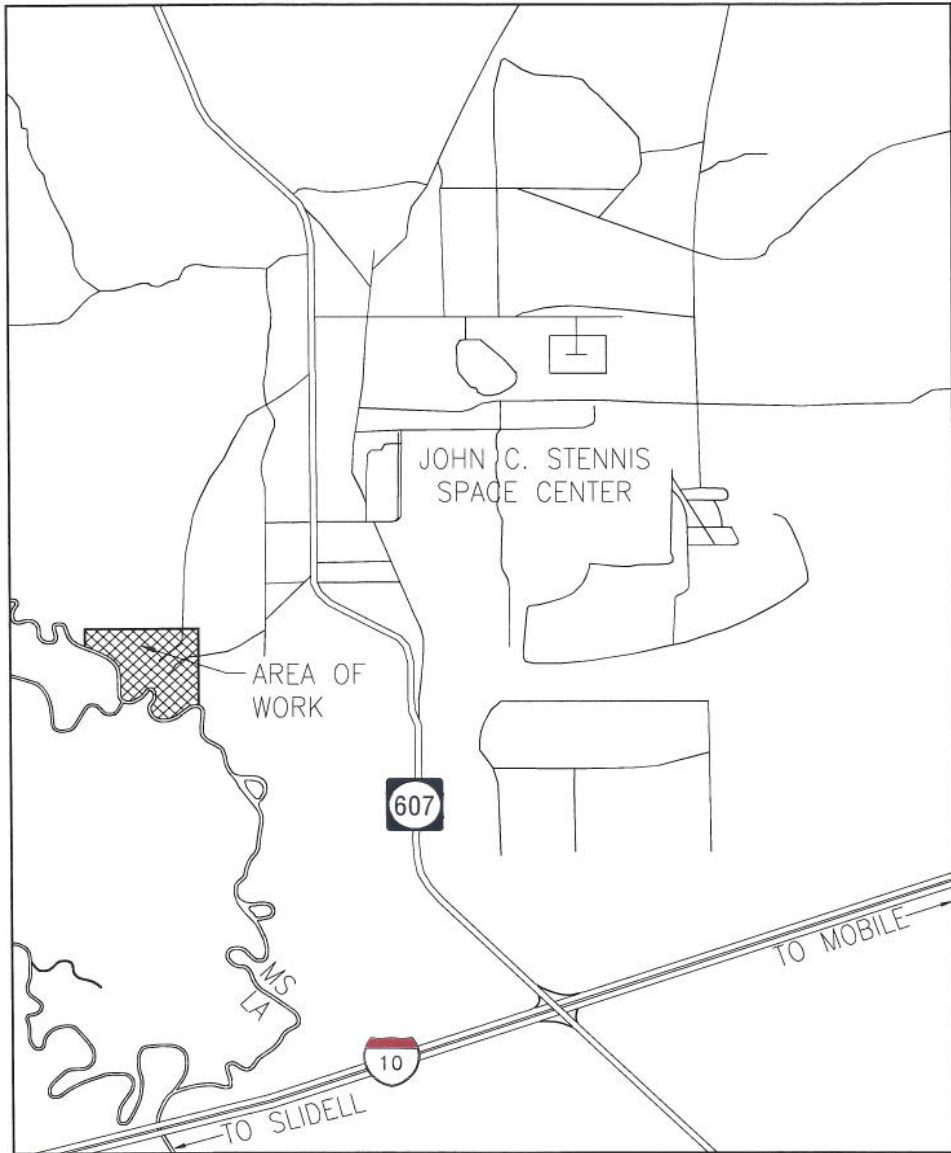 JOHN C. STENNIS
SPACE CENTER
AREA OF
WORK
607
TO MOBILE
MS
LA
10
TO SLIDELL